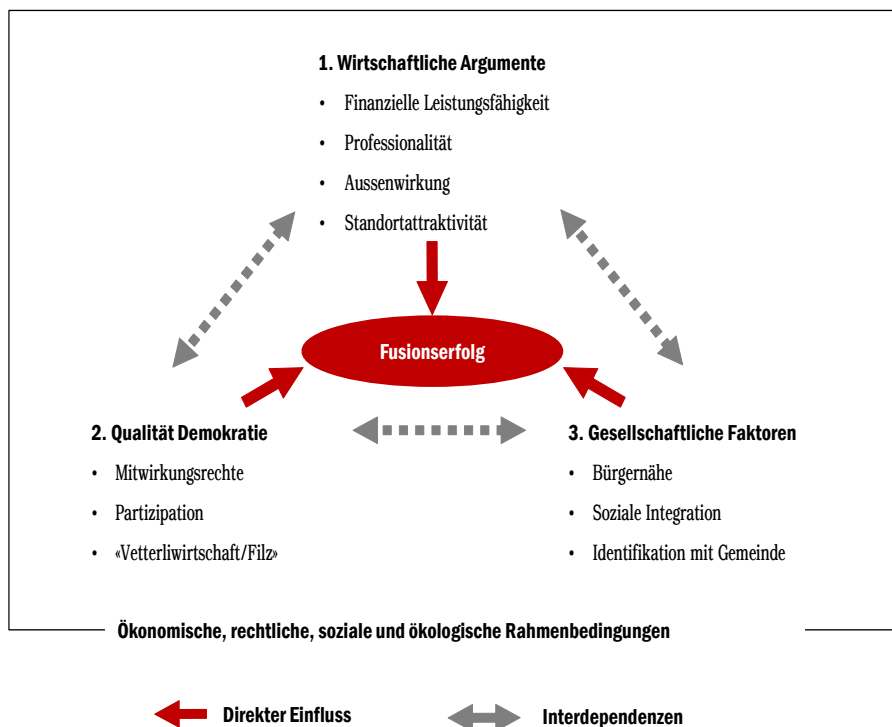 1. Wirtschaftliche Argumente
• Finanzielle Leistungsfähigkeit
• Professionalität
• Aussenwirkung
• Standortattraktivität
Fusionserfolg
2. Qualität Demokratie
• Mitwirkungsrechte
• Partizipation
• «Vetterliwirtschaft/Filz»
3. Gesellschaftliche Faktoren
• Bürgernähe
• Soziale Integration
• Identifikation mit Gemeinde
Ökonomische, rechtliche, soziale und ökologische Rahmenbedingungen
Direkter Einfluss
Interdependenzen